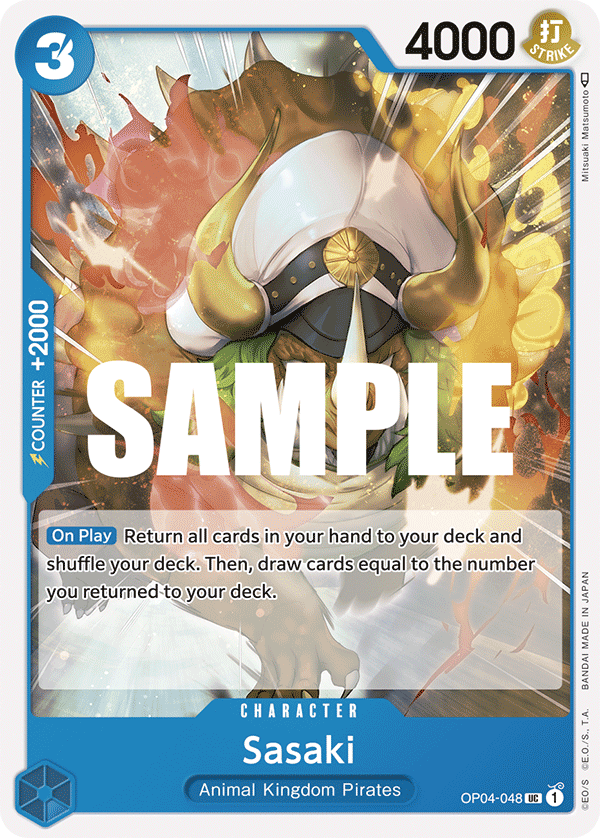 3
4000
打
STRIKE
Mitsuaki Matsumoto
COUNTER +2000
SAMPLE
On Play Return all cards in your hand to your deck and
shuffle your deck. Then, draw cards equal to the number
you returned to your deck.
BANDAI MADE IN JAPAN
©EO/S ©E.O./S., T.A.
CHARACTER
Sasaki
Animal Kingdom Pirates
OP04-048 UC 1